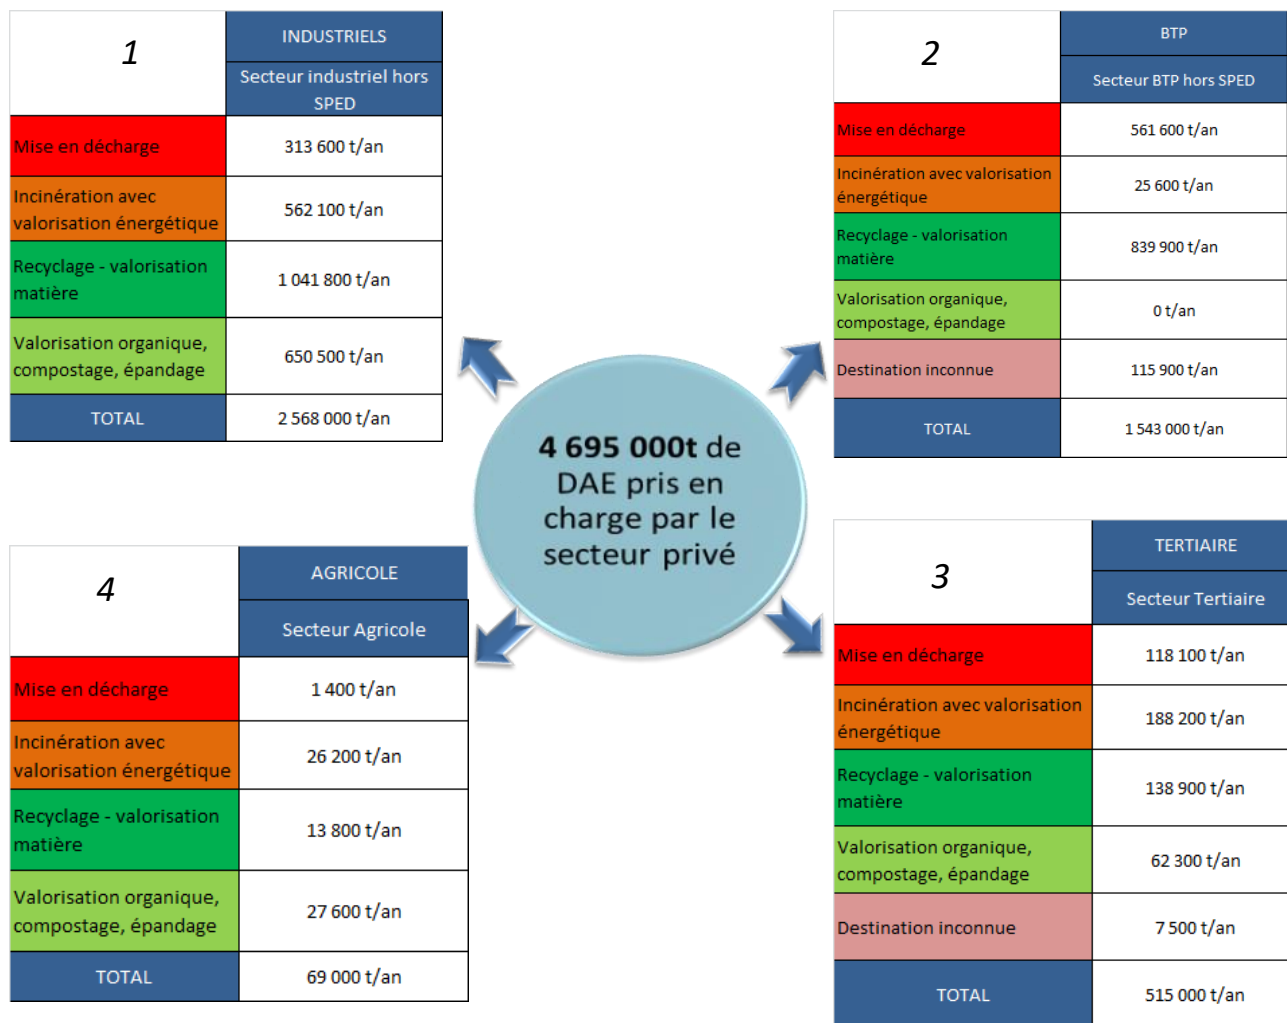 1
INDUSTRIELS
Secteur industriel hors
SPED
Mise en décharge
313 600 t/an
Incinération avec
valorisation énergétique
562 100 t/an
Recyclage - valorisation
matière
1 041 800 t/an
Valorisation organique,
compostage, épandage
650 500 t/an
TOTAL
2 568 000 t/an
2
BTP
Secteur BTP hors SPED
Mise en décharge
561 600 t/an
Incinération avec valorisation
énergétique
25 600 t/an
Recyclage - valorisation
matière
839 900 t/an
Valorisation organique,
compostage, épandage
0 t/an
Destination inconnue
115 900 t/an
TOTAL
1 543 000 t/an
4 695 000t de
DAE pris en
charge par le
secteur privé
4
AGRICOLE
Secteur Agricole
Mise en décharge
1 400 t/an
Incinération avec
valorisation énergétique
26 200 t/an
Recyclage - valorisation
matière
13 800 t/an
Valorisation organique,
compostage, épandage
27 600 t/an
TOTAL
69 000 t/an
3
TERTIAIRE
Secteur Tertiaire
Mise en décharge
118 100 t/an
Incinération avec valorisation
énergétique
188 200 t/an
Recyclage - valorisation
matière
138 900 t/an
Valorisation organique,
compostage, épandage
62 300 t/an
Destination inconnue
7 500 t/an
TOTAL
515 000 t/an